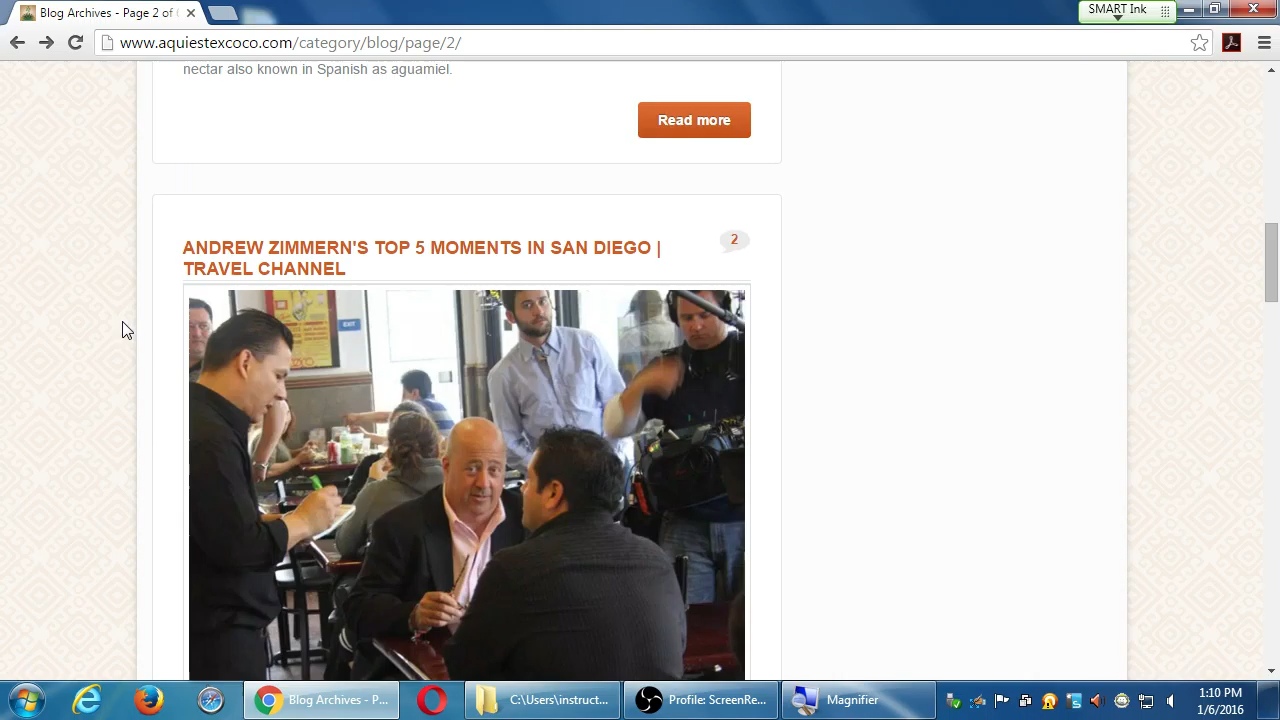 Blog Archives - Page 2 of (
SMART Ink
www.aquiestexcoco.com/category/blog/page/2/
nectar also known in Spanish as aguamiel.
Read more
ANDREW ZIMMERN'S TOP 5 MOMENTS IN SAN DIEGO |
TRAVEL CHANNEL
2
EXIT
Blog Archives - P...
C:\Users\instruct...
Profile: ScreenRe...
Magnifier
1:10 PM
1/6/2016